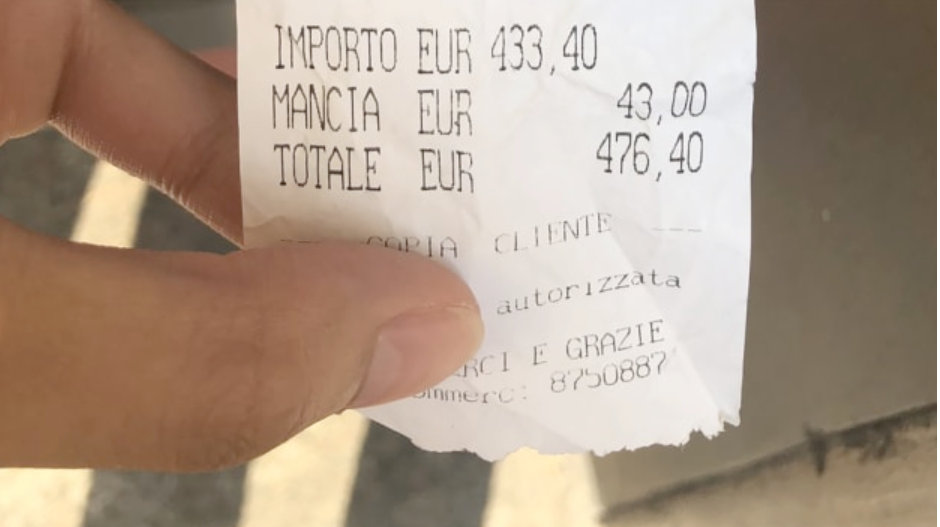 IMPORTO EUR 433,40
MANCIA EUR 43,00
TOTALE EUR 476,40
COPIA CLIENTE ---
autorizzata
E GRAZIE
8750887